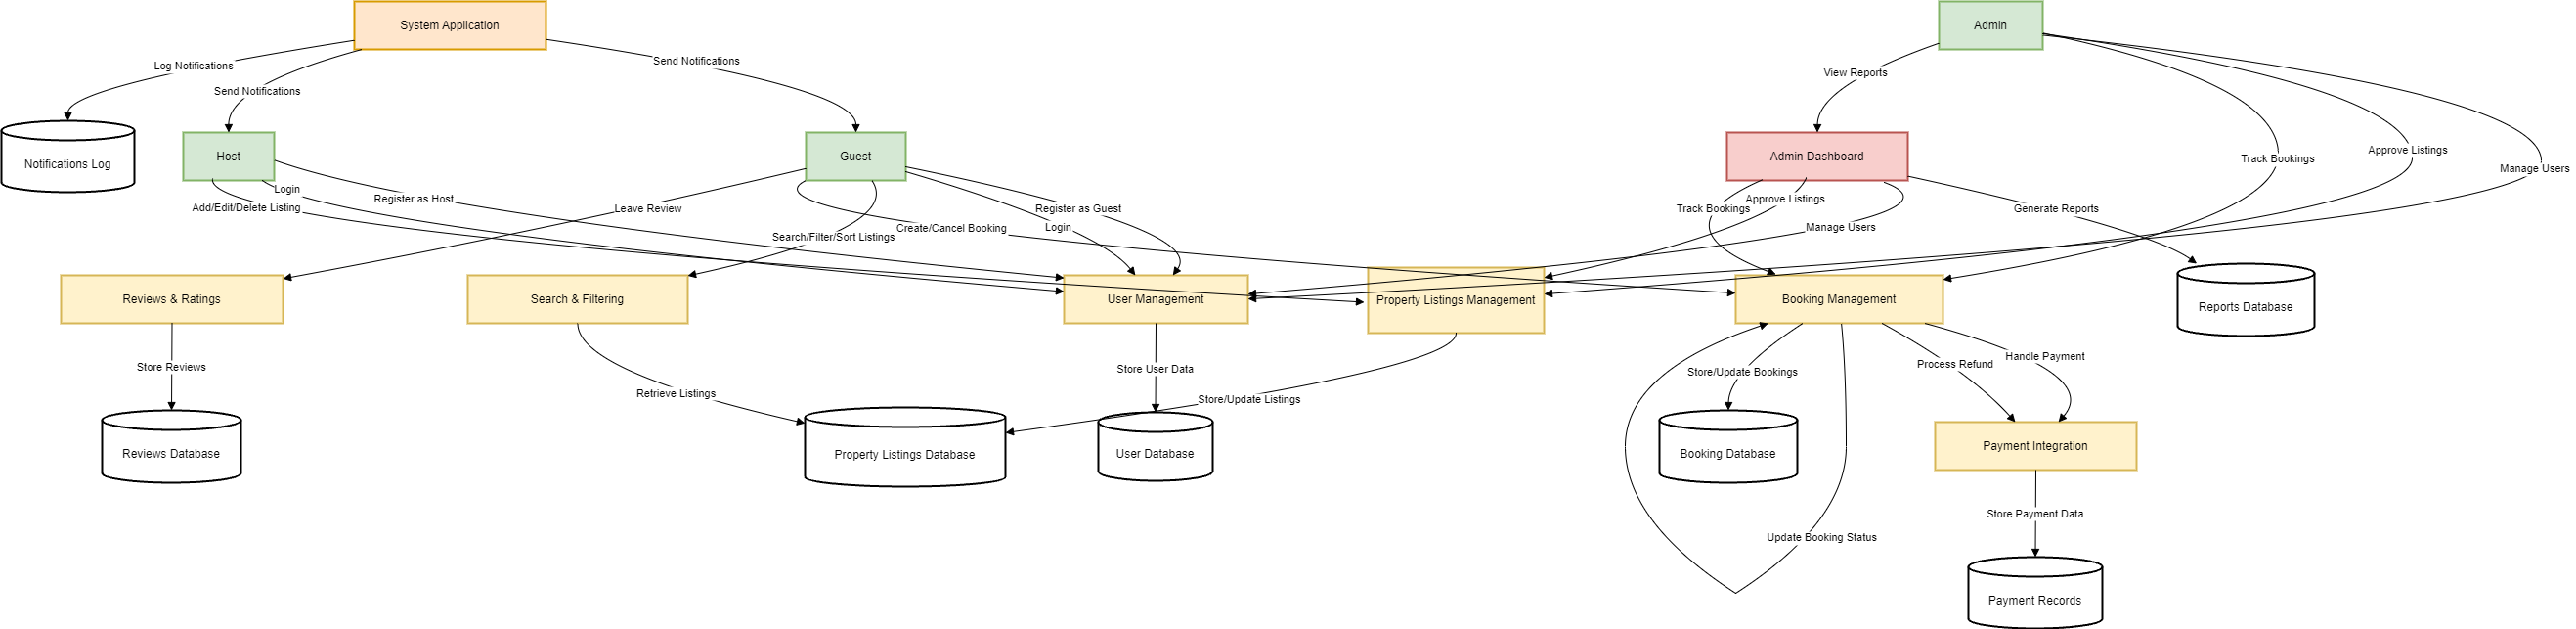 System Application
Admin
Send Notifications
Log Notifications
View Reports
Send Notifications
Approve Listings
Track Bookings
Notifications Log
Host
Guest
Admin Dashboard
Manage Users
Login
Register as Host
Approve Listings
Add/Edit/Delete Listing
Leave Review
Register as Guest
Track Bookings
Generate Reports
Create/Cancel Booking
Login
Manage Users
Search/Filter/Sort Listings
Reviews & Ratings
Search & Filtering
User Management
Property Listings Management
Booking Management
Reports Database
Handle Payment
Process Refund
Store Reviews
Store User Data
Store/Update Bookings
Retrieve Listings
Store/Update Listings
Payment Integration
Reviews Database
Property Listings Database
User Database
Booking Database
Store Payment Data
Update Booking Status
Payment Records